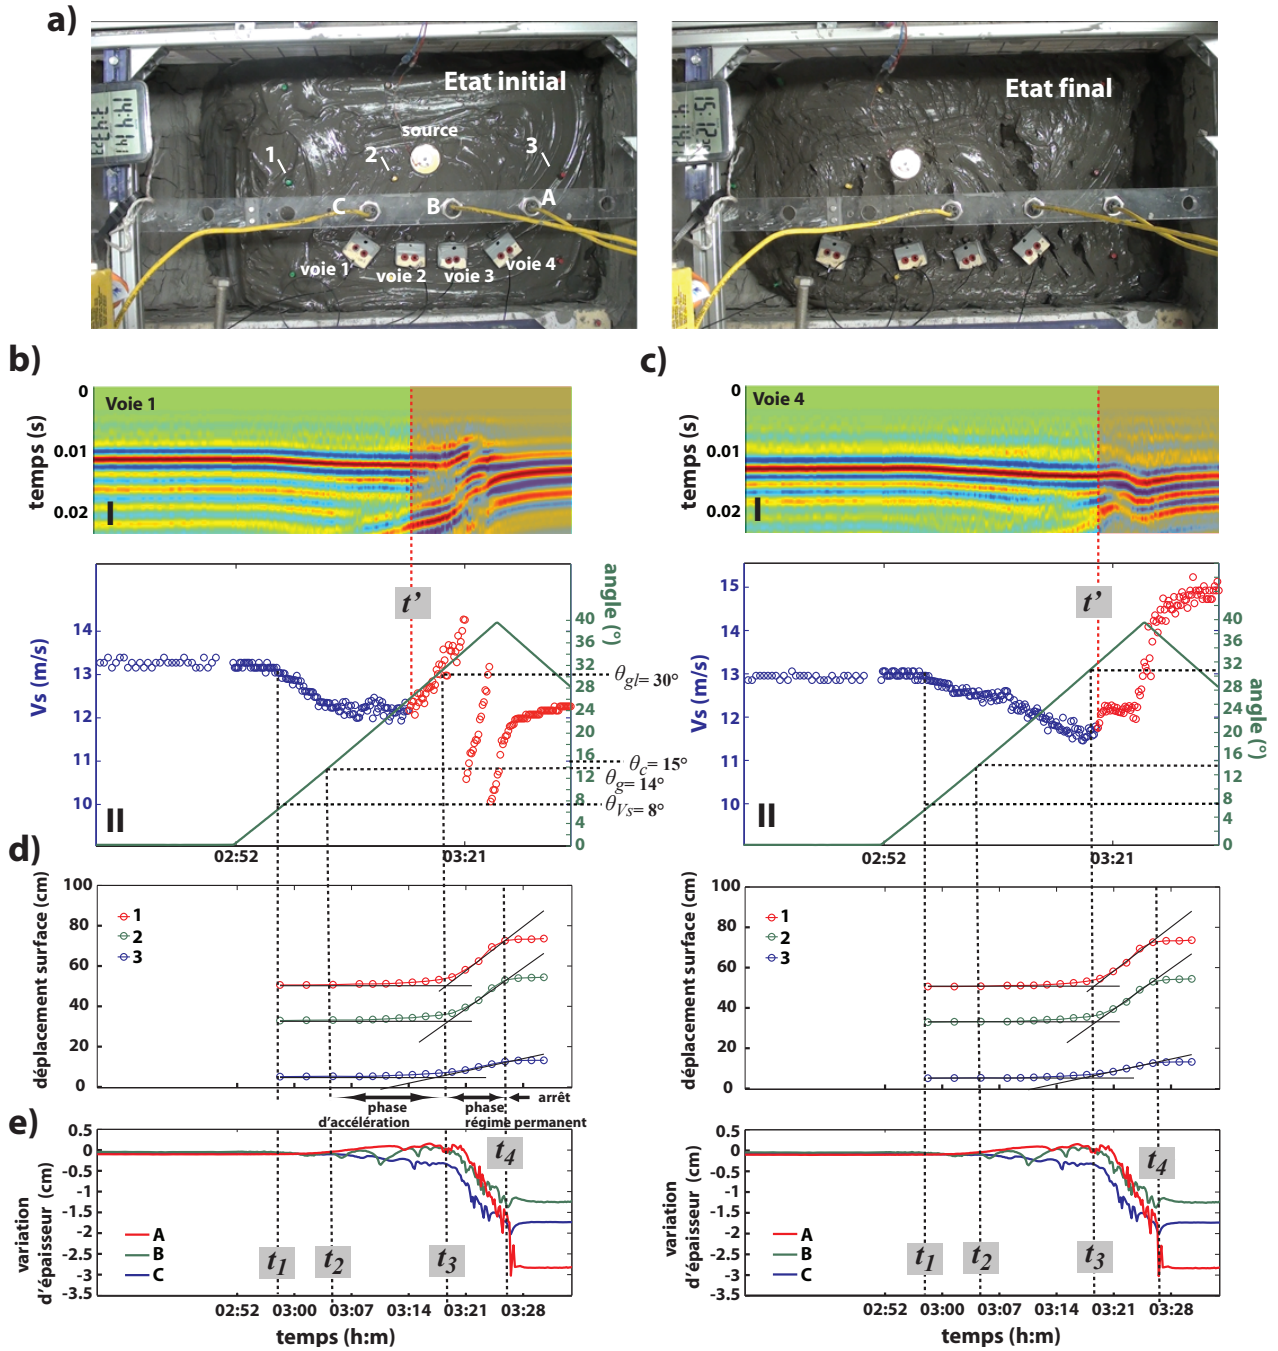 a)
Etat initial
source
1
2
3
C
B
A
voie 1
voie 2
voie 3
voie 4
Etat final
b)
Voie 1
temps (s)
0
0.01
0.02
I
t'
Vs (m/s)
14
13
12
11
10
angle (°)
40
36
32
28
24
20
16
12
8
4
0
θgl= 30°
θc= 15°
θg= 14°
θVs= 8°
II
02:52
03:21
c)
Voie 4
temps (s)
0
0.01
0.02
I
t'
Vs (m/s)
15
14
13
12
11
10
angle (°)
40
36
32
28
24
20
16
12
8
4
0
II
02:52
03:21
d)
déplacement surface (cm)
100
80
60
40
20
0
1
2
3
phase
d'accélération
phase
régime permanent
arrêt
déplacement surface (cm)
100
80
60
40
20
0
1
2
3
e)
variation
d'épaisseur (cm)
0.5
0
-0.5
-1
-1.5
-2
-2.5
-3
-3.5
A
B
C
t1
t2
t3
t4
02:52
03:00
03:07
03:14
03:21
03:28
temps (h:m)
variation
d'épaisseur (cm)
0.5
0
-0.5
-1
-1.5
-2
-2.5
-3
-3.5
A
B
C
t1
t2
t3
t4
02:52
03:00
03:07
03:14
03:21
03:28
temps (h:m)